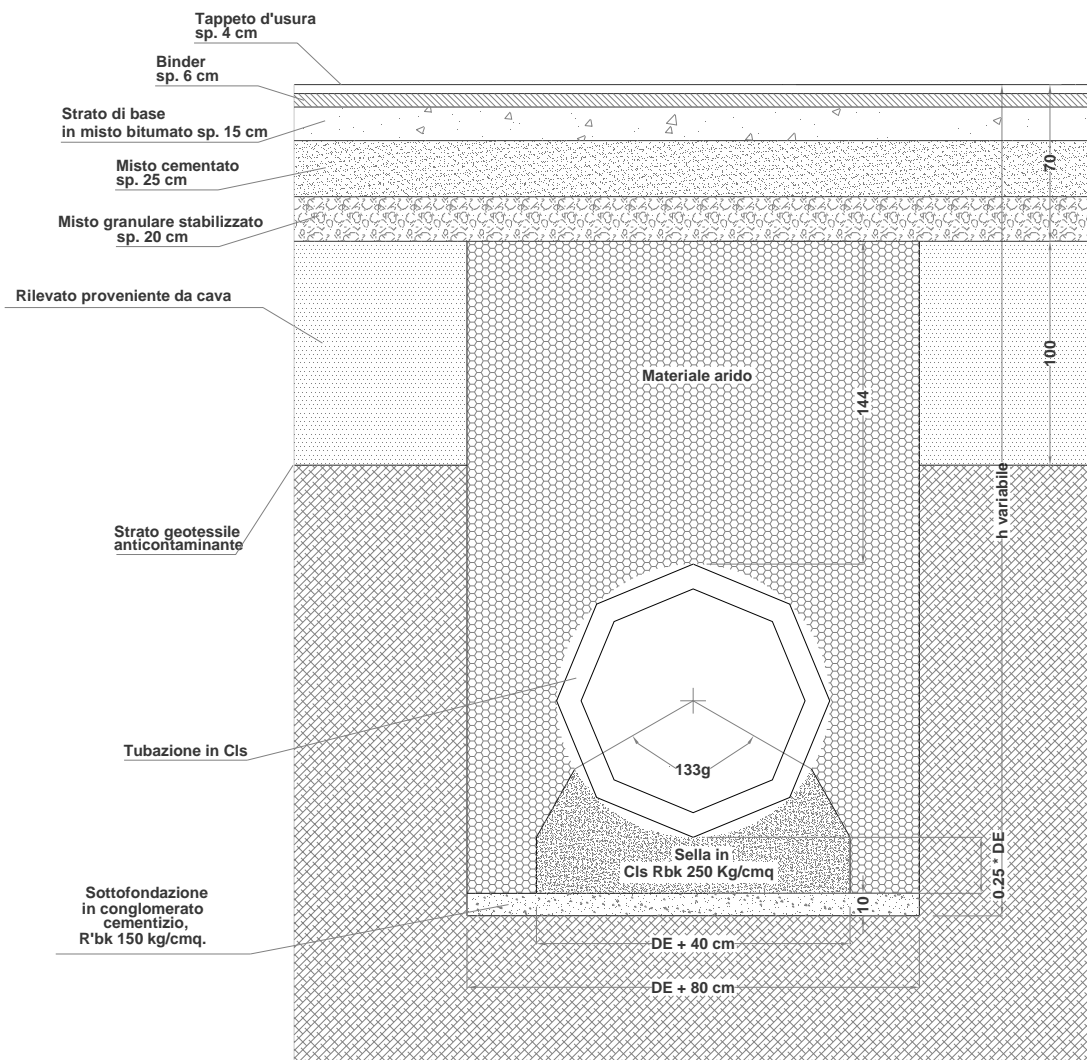 Tappeto d'usura
sp. 4 cm
Binder
sp. 6 cm
Strato di base
in misto bitumato sp. 15 cm
Misto cementato
sp. 25 cm
Misto granulare stabilizzato
sp. 20 cm
Rilevato proveniente da cava
Strato geotessile
anticontaminante
Tubazione in Cls
Sottofondazione
in conglomerato
cementizio,
R'bk 150 kg/cmq.
Materiale arido
144
70
100
h variabile
133g
Sella in
Cls Rbk 250 Kg/cmq
0.25 * DE
10
DE + 40 cm
DE + 80 cm